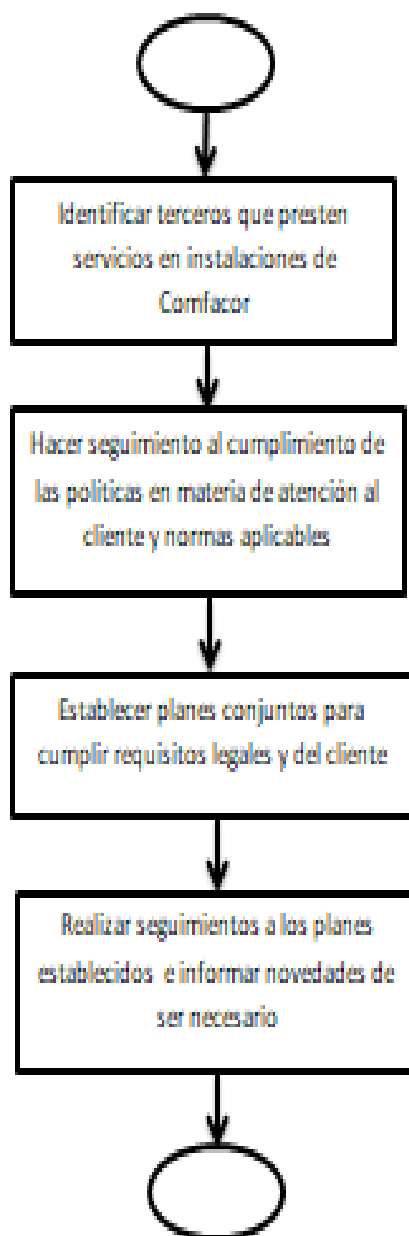 Identificar terceros que presten
servicios en instalaciones de
Comfacor
Hacer seguimiento al cumplimiento de
las políticas en materia de atención al
cliente y normas aplicables
Establecer planes conjuntos para
cumplir requisitos legales y del cliente
Realizar seguimientos a los planes
establecidos e informar novedades de
ser necesario